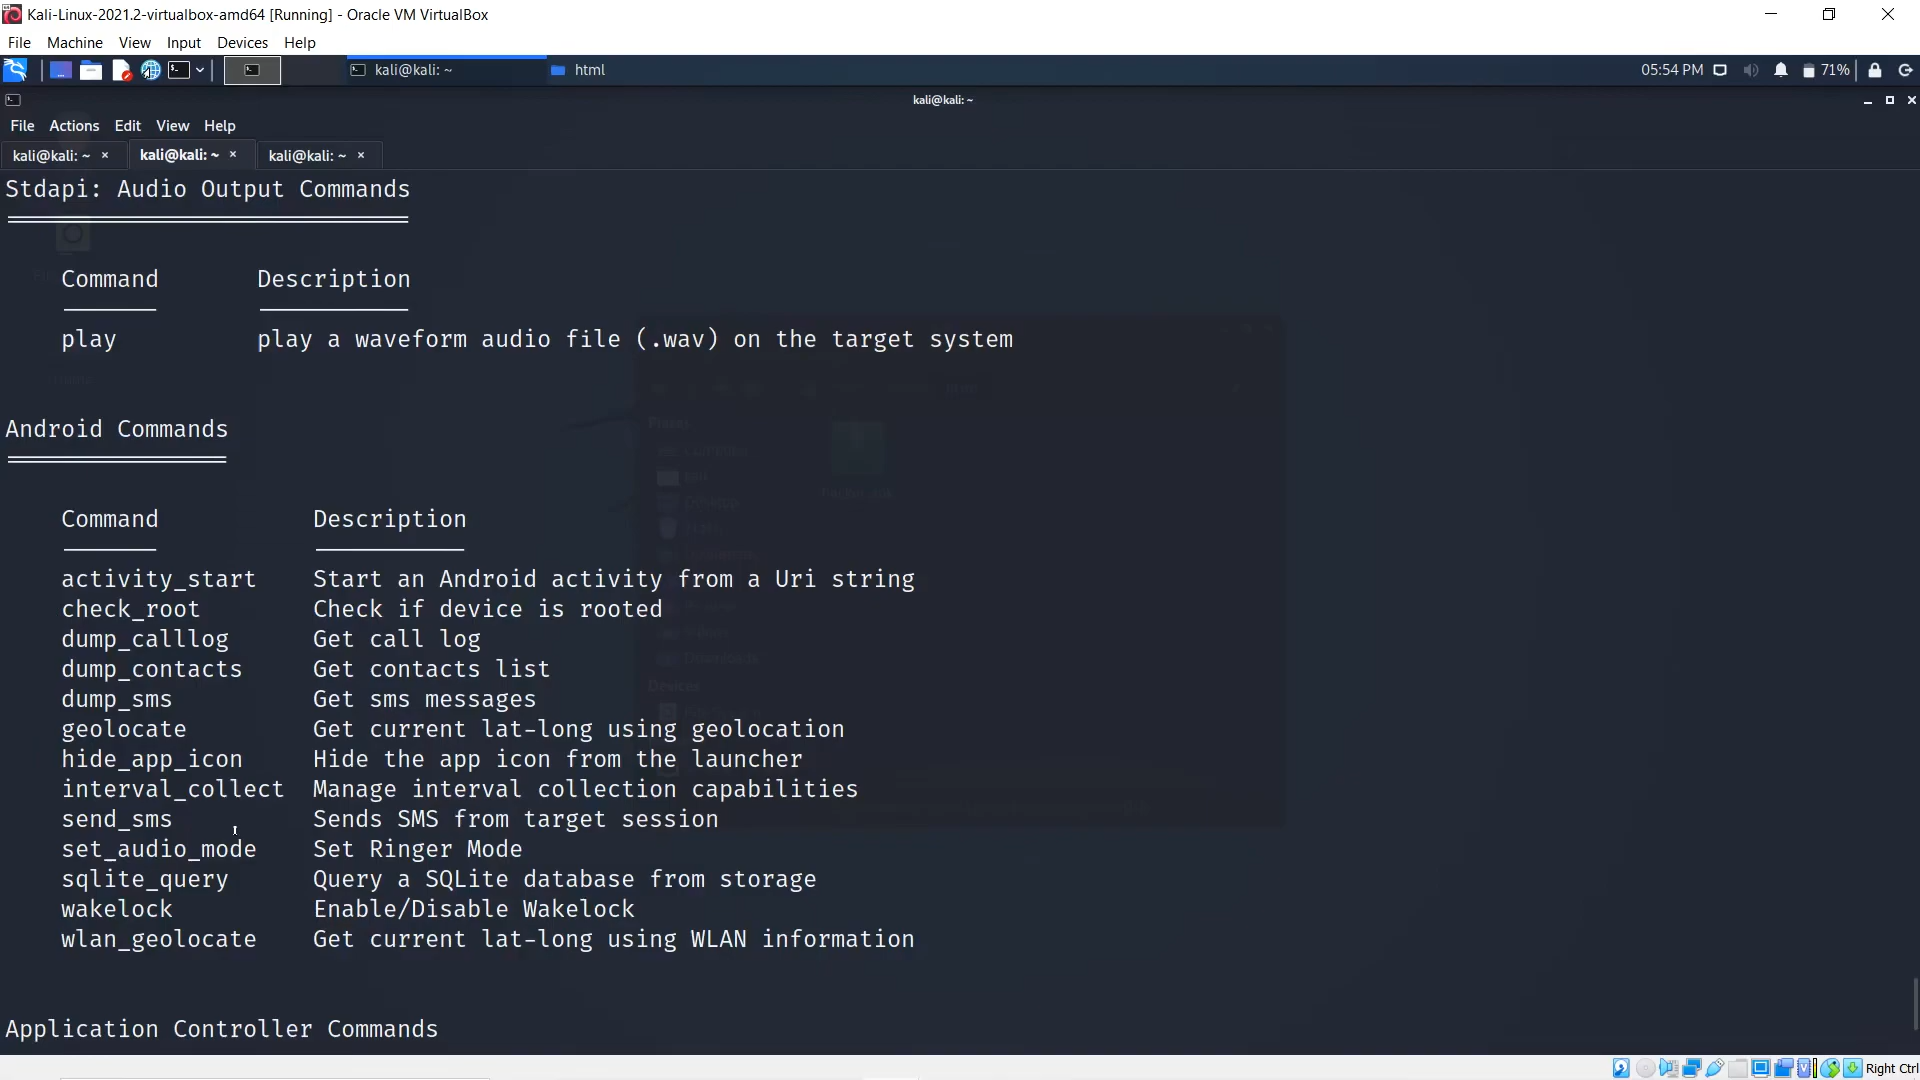 Kali-Linux-2021.2-virtualbox-amd64 [Running] - Oracle VM VirtualBox
File Machine View Input Devices Help
kali@kali: ~ html 05:54 PM 71%
kali@kali: ~
File Actions Edit View Help
kali@kali: ~ × kali@kali: ~ × kali@kali: ~ ×
Stdapi: Audio Output Commands
Command Description
play play a waveform audio file (.wav) on the target system
Android Commands
Command Description
activity_start Start an Android activity from a Uri string
check_root Check if device is rooted
dump_calllog Get call log
dump_contacts Get contacts list
dump_sms Get sms messages
geolocate Get current lat-long using geolocation
hide_app_icon Hide the app icon from the launcher
interval_collect Manage interval collection capabilities
send_sms Sends SMS from target session
set_audio_mode Set Ringer Mode
sqlite_query Query a SQLite database from storage
wakelock Enable/Disable Wakelock
wlan_geolocate Get current lat-long using WLAN information
Application Controller Commands
Right Ctrl